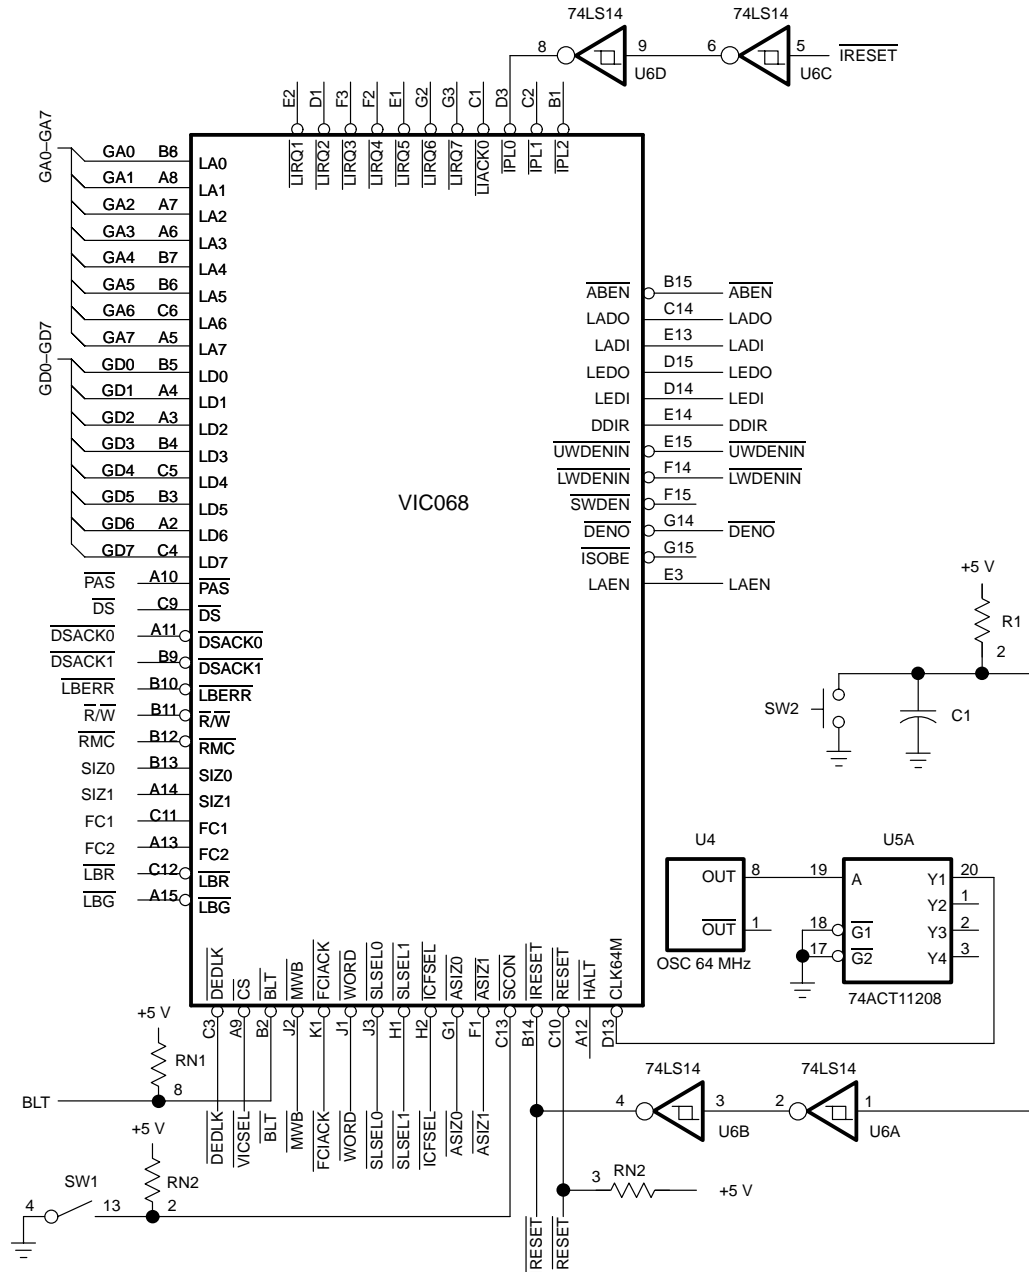 74LS14 74LS14
8 9 6 5 IRESET
U6D U6C
E2 D1 F3 F2 E1 G2 G3 C1 D3 C2 B1
LIRQ1 LIRQ2 LIRQ3 LIRQ4 LIRQ5 LIRQ6 LIRQ7 LIACK0 IPL0 IPL1 IPL2
GA0–GA7
GA0 B8 LA0
GA1 A8 LA1
GA2 A7 LA2
GA3 A6 LA3
GA4 B7 LA4
GA5 B6 LA5
GA6 C6 LA6
GA7 A5 LA7
GD0–GD7
GD0 B5 LD0
GD1 A4 LD1
GD2 A3 LD2
GD3 B4 LD3
GD4 C5 LD4
GD5 B3 LD5
GD6 A2 LD6
GD7 C4 LD7
PAS A10 PAS
DS C9 DS
DSACK0 A11 DSACK0
DSACK1 B9 DSACK1
LBERR B10 LBERR
R/W B11 R/W
RMC B12 RMC
SIZ0 B13 SIZ0
SIZ1 A14 SIZ1
FC1 C11 FC1
FC2 A13 FC2
LBR C12 LBR
LBG A15 LBG
VIC068
ABEN B15 ABEN
LADO C14 LADO
LADI E13 LADI
LEDO D15 LEDO
LEDI D14 LEDI
DDIR E14 DDIR
UWDENIN E15 UWDENIN
LWDENIN F14 LWDENIN
SWDEN F15
DENO G14 DENO
ISOBE G15
LAEN E3 LAEN
+5 V
R1
2
SW2
C1
U4 U5A
OUT 8 19 A Y1 20
Y2 1
OUT 1 18 G1 Y3 2
17 G2 Y4 3
OSC 64 MHz
74ACT11208
DEDLK CS BLT MWB FCIACK WORD SLSEL0 SLSEL1 ICFSEL ASIZ0 ASIZ1 SCON IRESET RESET HALT CLK64M
C3 A9 B2 J2 K1 J1 J3 H1 H2 G1 F1 C13 B14 C10 A12 D13
+5 V
RN1
8
BLT
DEDLK VICSEL BLT MWB FCIACK WORD SLSEL0 SLSEL1 ICFSEL ASIZ0 ASIZ1
74LS14 74LS14
4 3 2 1
U6B U6A
+5 V
RN2
SW1
4 13 2
3 RN2 +5 V
RESET RESET